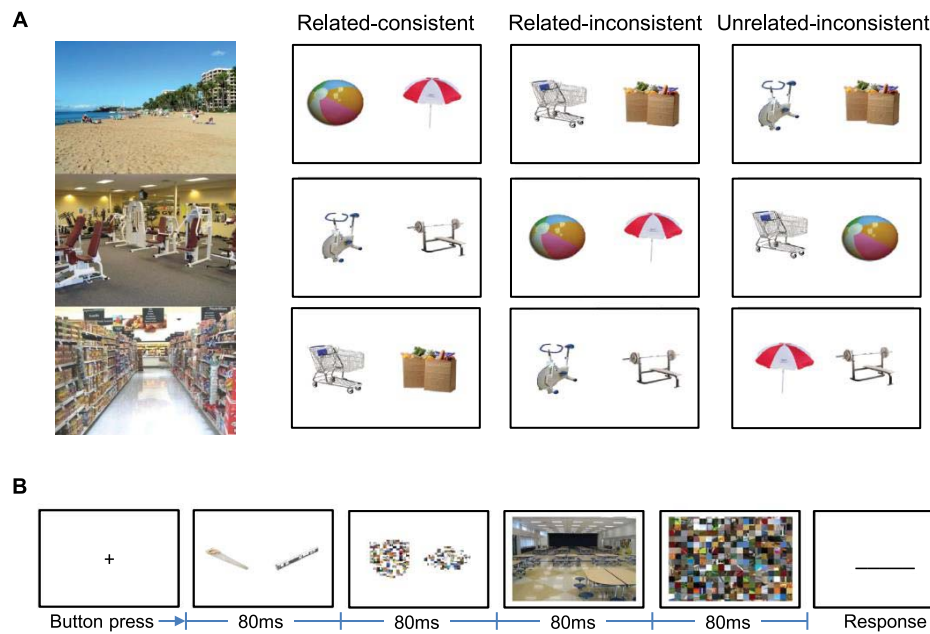 A
Related-consistent
Related-inconsistent
Unrelated-inconsistent
B
+
Button press
80ms
80ms
80ms
80ms
Response